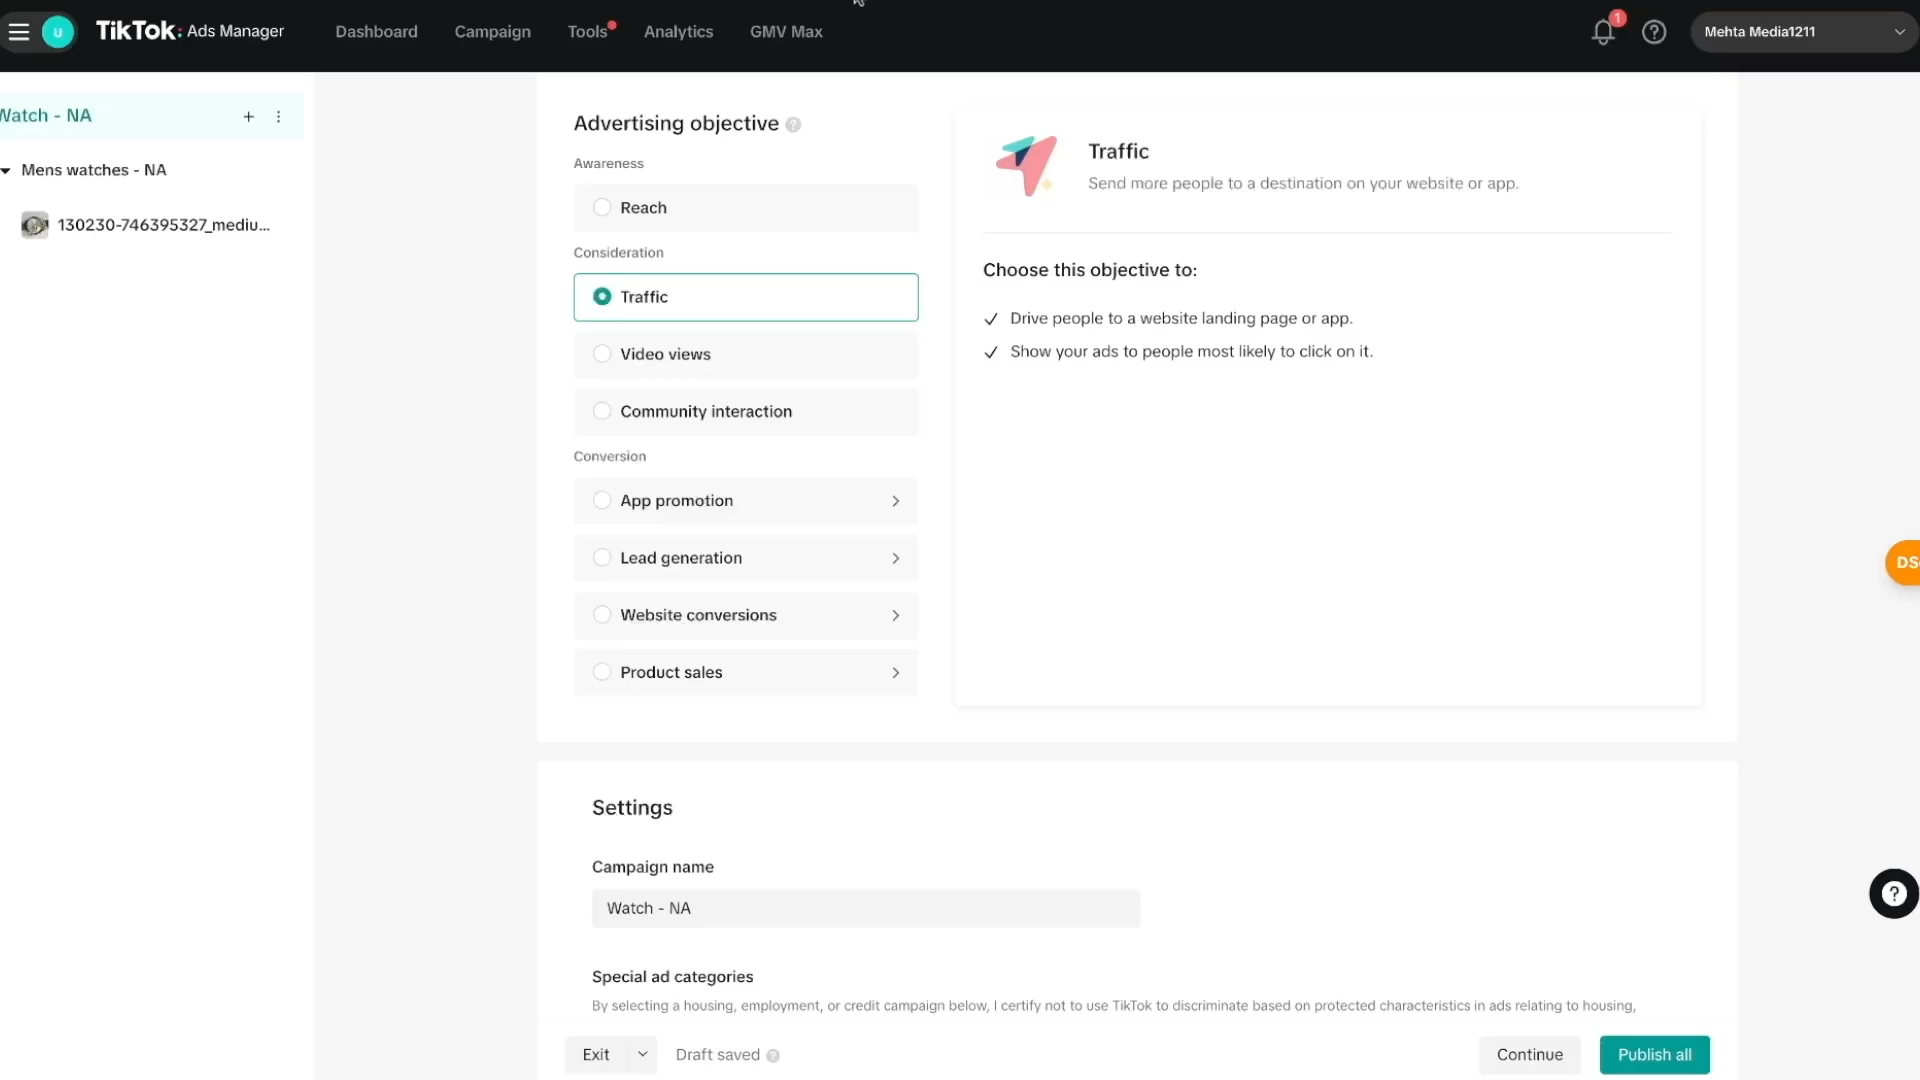 U
TikTok: Ads Manager
Dashboard
Campaign
Tools
Analytics
GMV Max
1
Mehta Media1211
Watch - NA
Mens watches - NA
130230-746395327_mediu...
Advertising objective
Awareness
Reach
Consideration
Traffic
Video views
Community interaction
Conversion
App promotion
Lead generation
Website conversions
Product sales
Traffic
Send more people to a destination on your website or app.
Choose this objective to:
Drive people to a website landing page or app.
Show your ads to people most likely to click on it.
DS
?
Settings
Campaign name
Watch - NA
Special ad categories
By selecting a housing, employment, or credit campaign below, I certify not to use TikTok to discriminate based on protected characteristics in ads relating to housing,
Exit
Draft saved
Continue
Publish all